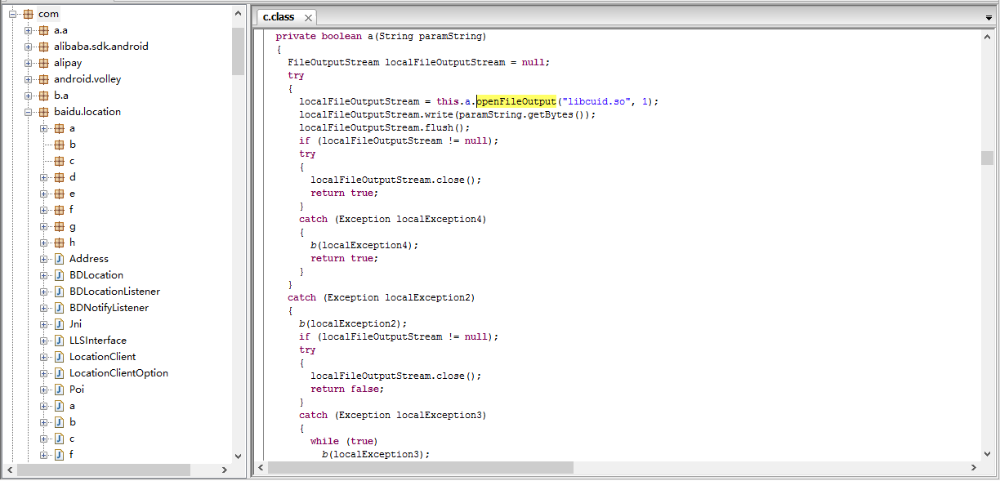 com
a.a
alibaba.sdk.android
alipay
android.volley
b.a
baidu.location
a
b
c
d
e
f
g
h
Address
BDLocation
BDLocationListener
BDNotifyListener
Jni
LLSInterface
LocationClient
LocationClientOption
Poi
a
b
c
f
c.class
private boolean a(String paramString)
{
FileOutputStream localFileOutputStream = null;
try
{
localFileOutputStream = this.a.openFileOutput("libcuid.so", 1);
localFileOutputStream.write(paramString.getBytes());
localFileOutputStream.flush();
if (localFileOutputStream != null);
try
{
localFileOutputStream.close();
return true;
}
catch (Exception localException4)
{
b(localException4);
return true;
}
}
catch (Exception localException2)
{
b(localException2);
if (localFileOutputStream != null);
try
{
localFileOutputStream.close();
return false;
}
catch (Exception localException3)
{
while (true)
b(localException3);